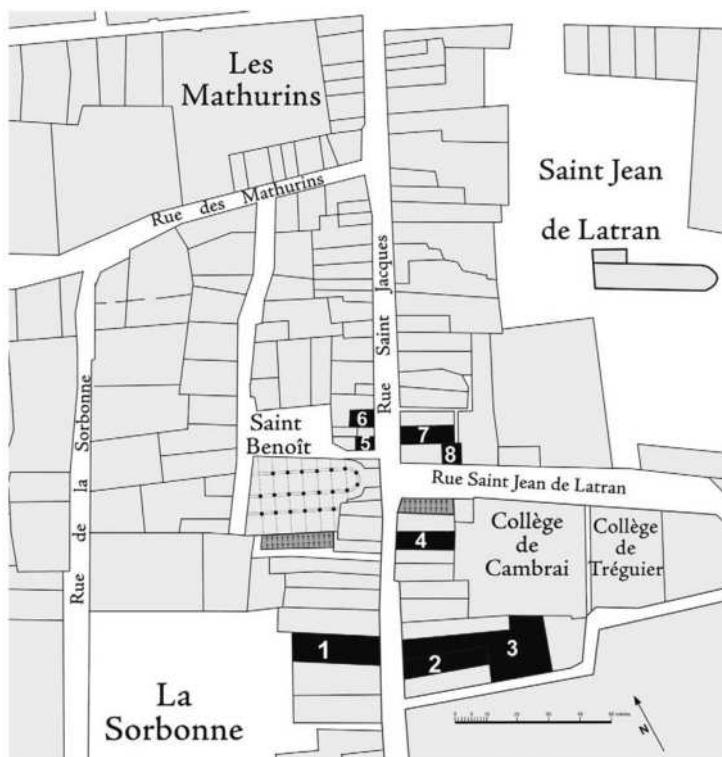 Les
Mathurins
Rue des Mathurins
Saint Jean
de Latran
Rue Saint Jacques
Rue de la Sorbonne
Saint
Benoît
6
5
7
8
Rue Saint Jean de Latran
4
Collège
de
Cambrai
Collège
de
Tréguier
1
2
3
La
Sorbonne
N